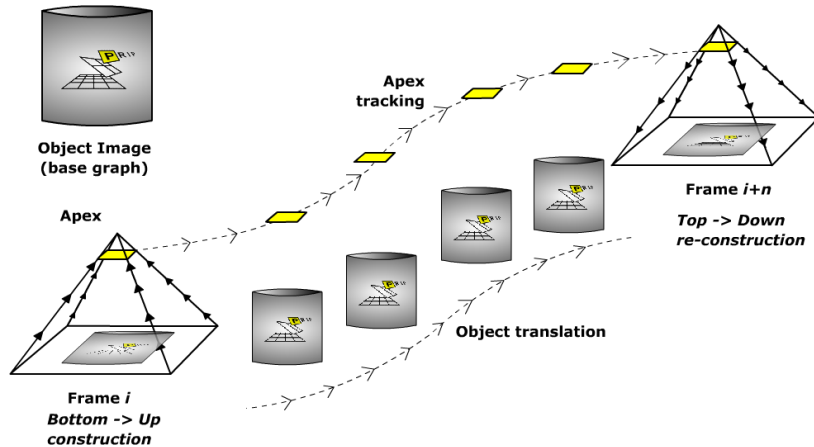 P R I P
Object Image
(base graph)
Apex
tracking
Apex
Frame i+n
Top -> Down
re-construction
Object translation
Frame i
Bottom -> Up
construction